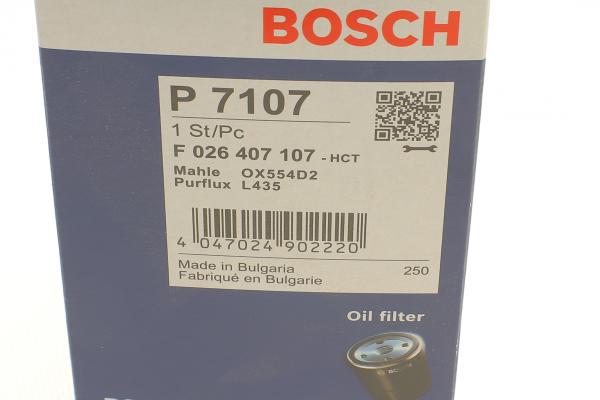 BOSCH
P 7107
1 St/Pc
F 026 407 107 - HCT
Mahle OX554D2
Purflux L435
4 047024 902220
Made in Bulgaria 250
Fabriqué en Bulgarie
Oil filter